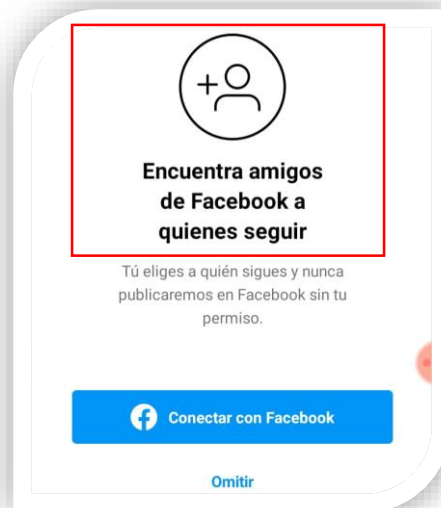 Encuentra amigos
de Facebook a
quienes seguir
Tú eliges a quién sigues y nunca
publicaremos en Facebook sin tu
permiso.
Conectar con Facebook
Omitir